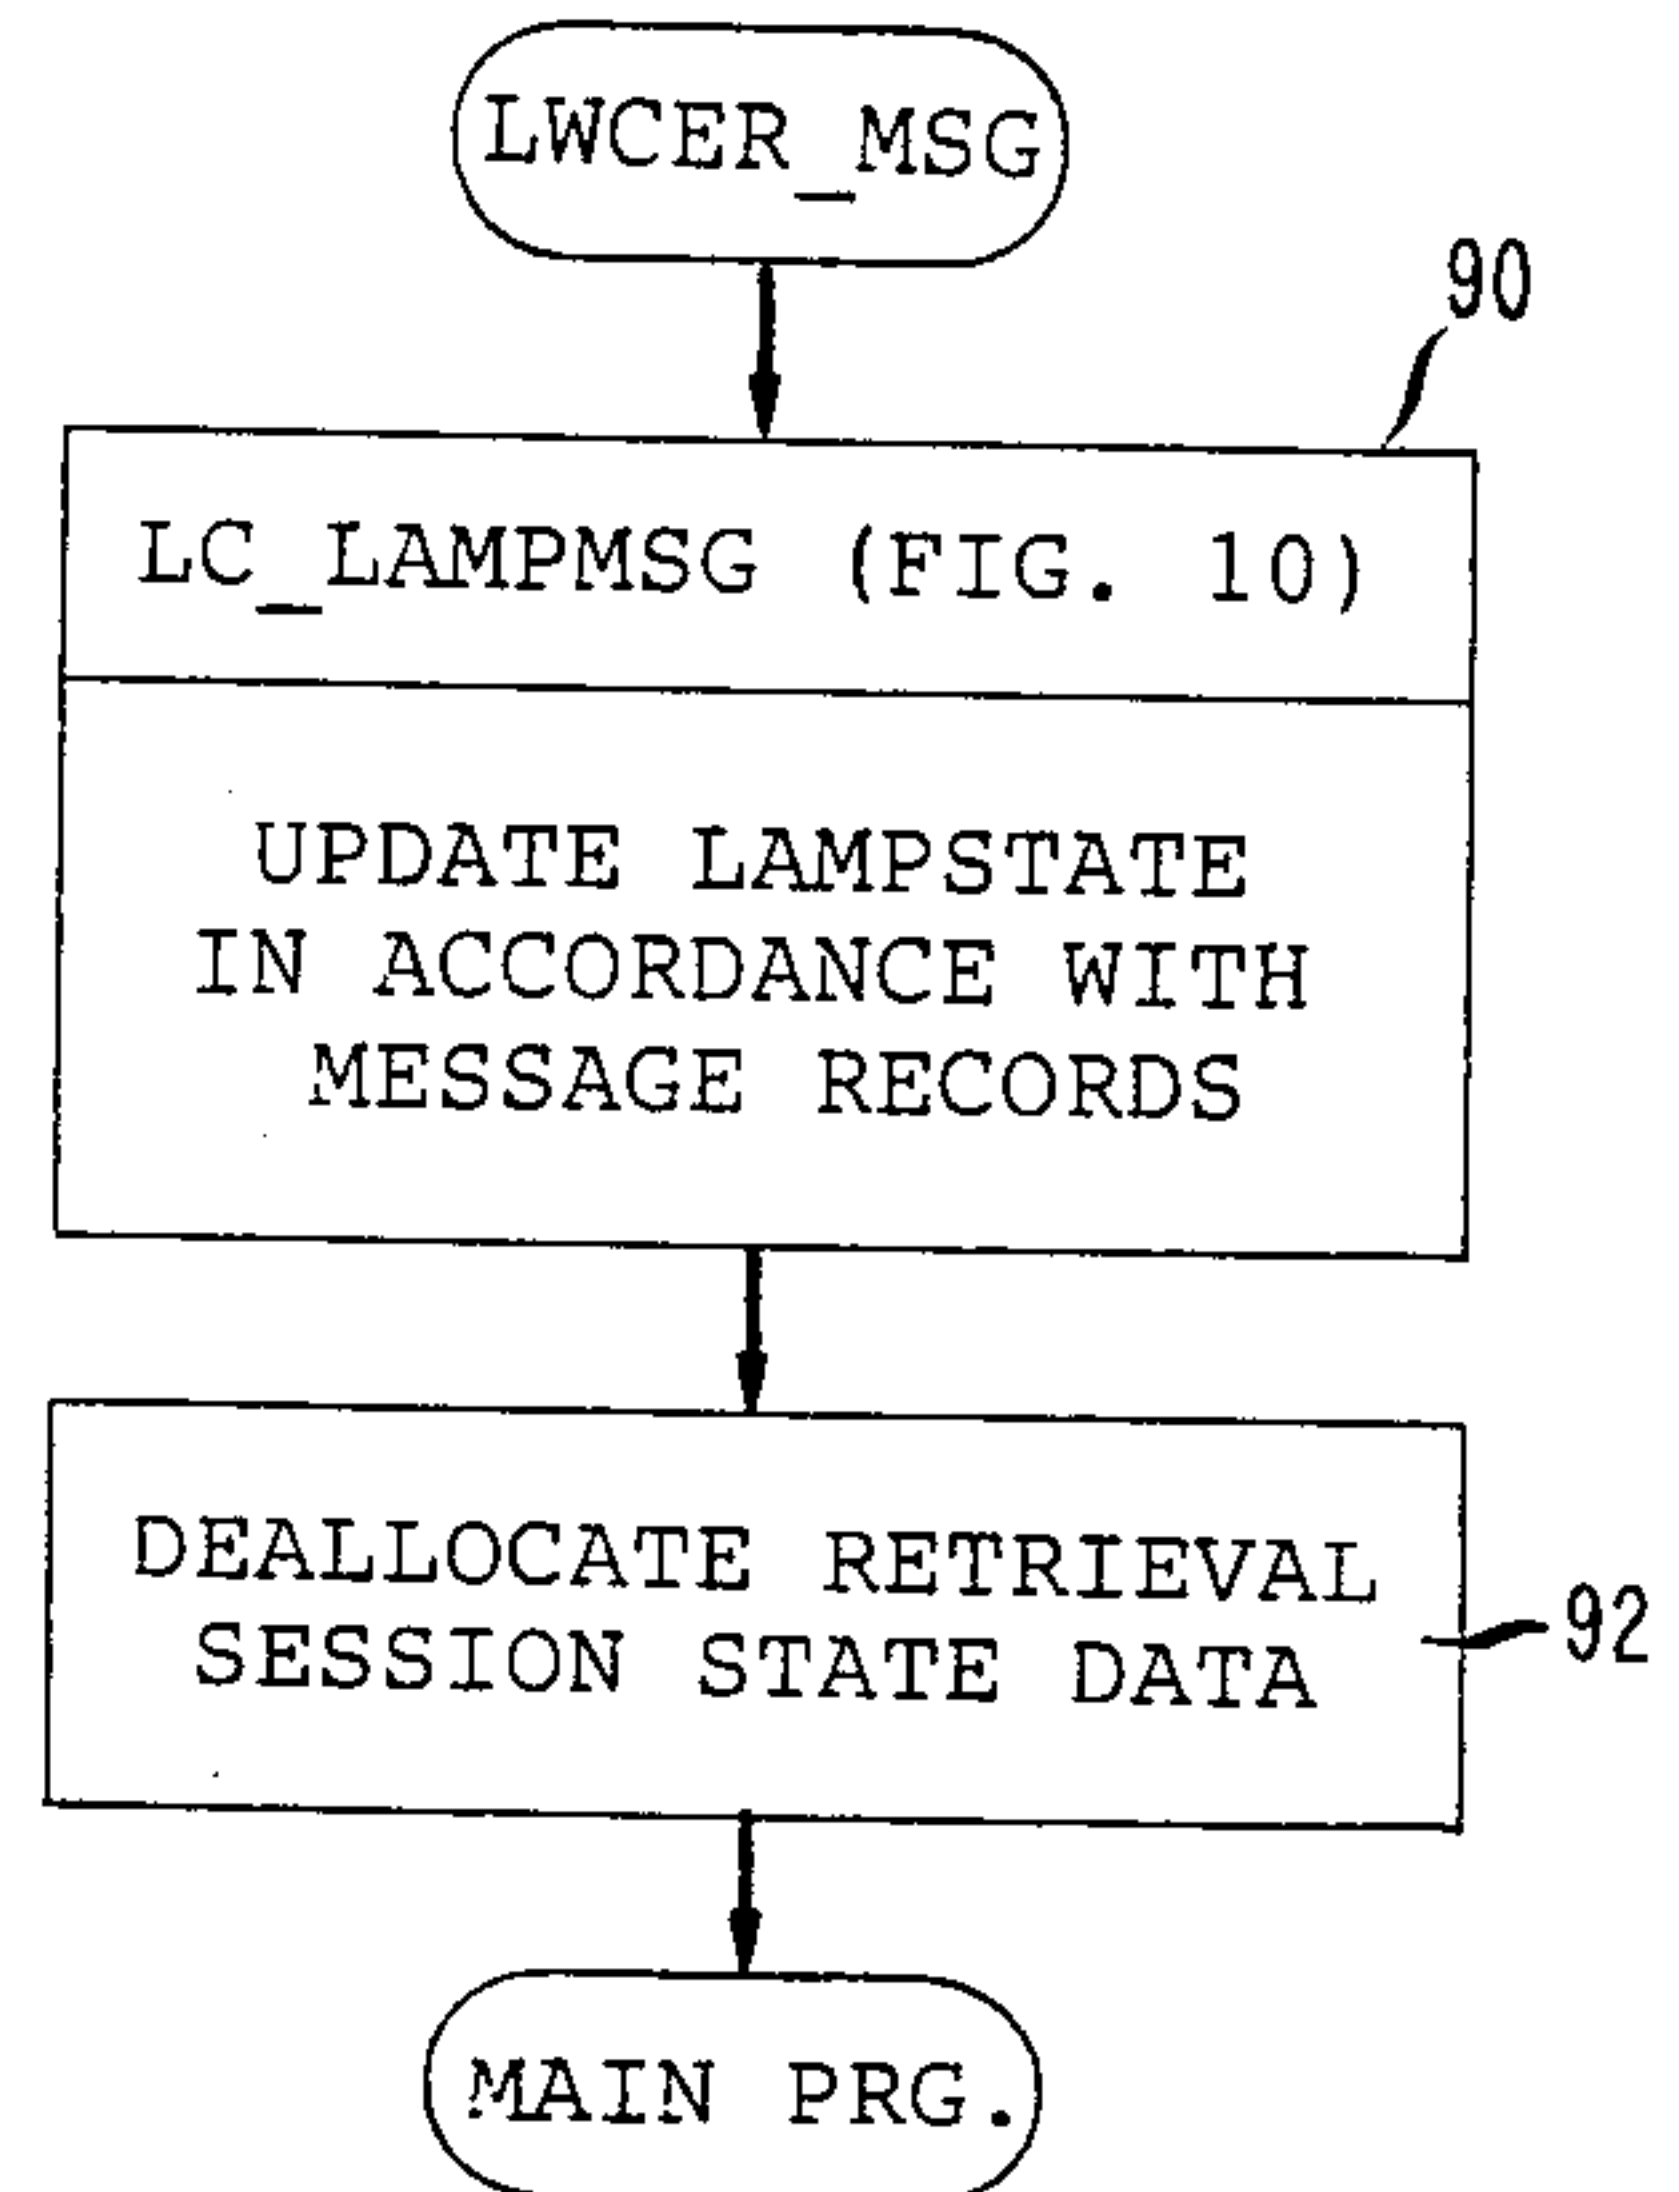 LWCER_MSG
90
LC_LAMPMSG (FIG. 10)
UPDATE LAMPSTATE
IN ACCORDANCE WITH
MESSAGE RECORDS
DEALLOCATE RETRIEVAL
SESSION STATE DATA
92
MAIN PRG.